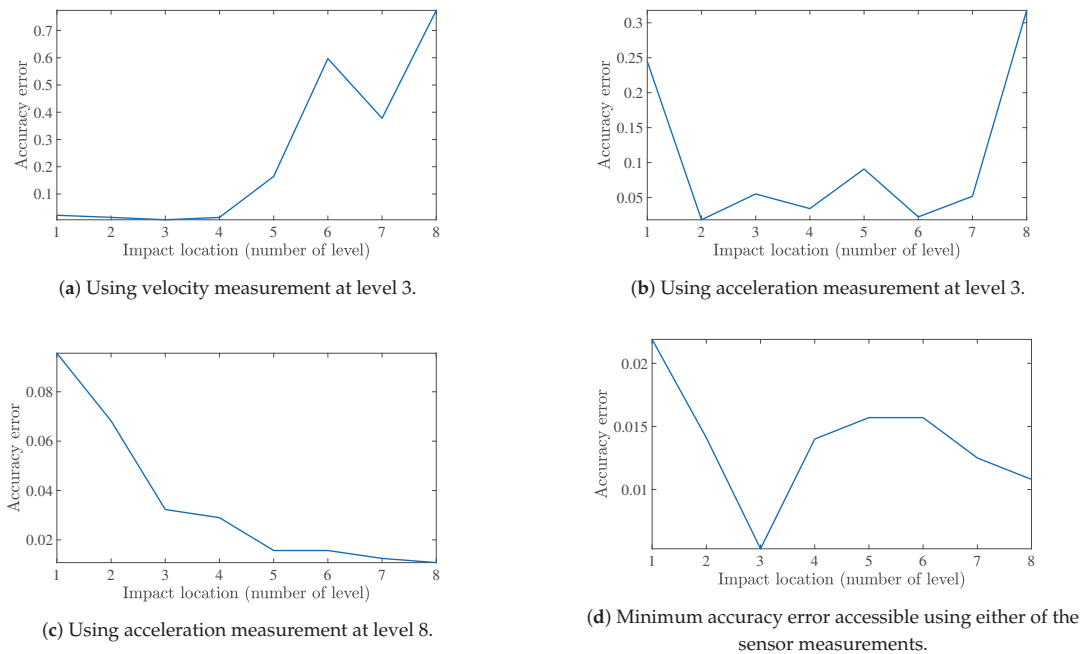 0.7
0.6
0.5
0.4
0.3
0.2
0.1
Accuracy error
1 2 3 4 5 6 7 8
Impact location (number of level)
(a) Using velocity measurement at level 3.
0.3
0.25
0.2
0.15
0.1
0.05
Accuracy error
1 2 3 4 5 6 7 8
Impact location (number of level)
(b) Using acceleration measurement at level 3.
0.08
0.06
0.04
0.02
Accuracy error
1 2 3 4 5 6 7 8
Impact location (number of level)
(c) Using acceleration measurement at level 8.
0.02
0.015
0.01
Accuracy error
1 2 3 4 5 6 7 8
Impact location (number of level)
(d) Minimum accuracy error accessible using either of the
sensor measurements.